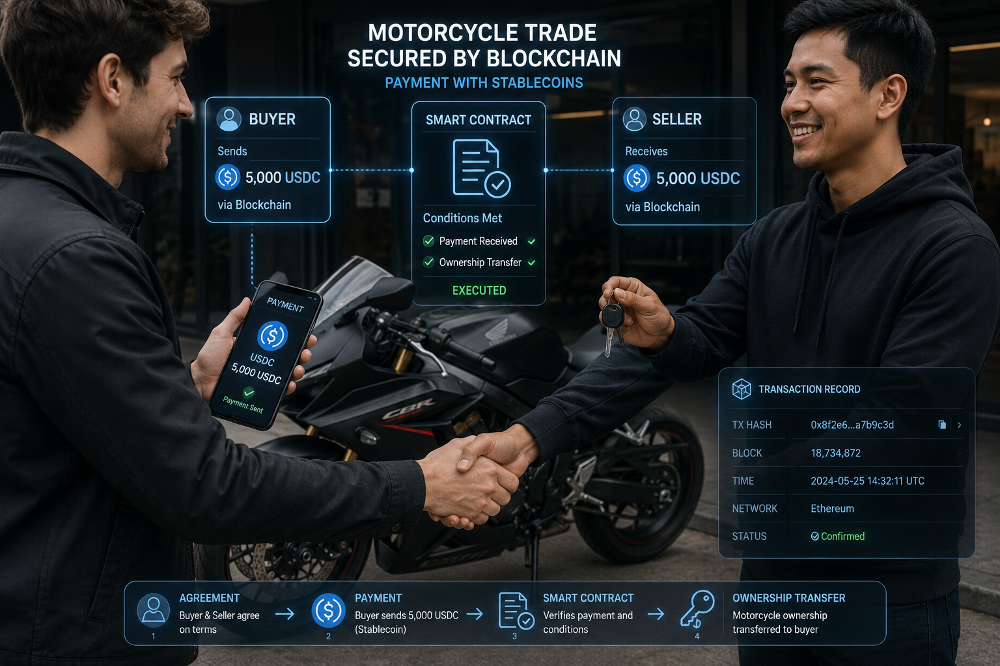 MOTORCYCLE TRADE
SECURED BY BLOCKCHAIN
PAYMENT WITH STABLECOINS
BUYER
Sends
5,000 USDC
via Blockchain
SMART CONTRACT
Conditions Met
Payment Received
Ownership Transfer
EXECUTED
SELLER
Receives
5,000 USDC
via Blockchain
PAYMENT
USDC
5,000 USDC
Payment Sent
CBR
TRANSACTION RECORD
TX HASH 0x8f2e6...a7b9c3d
BLOCK 18,734,872
TIME 2024-05-25 14:32:11 UTC
NETWORK Ethereum
STATUS Confirmed
AGREEMENT
Buyer & Seller agree
on terms
1
PAYMENT
Buyer sends 5,000 USDC
(Stablecoin)
2
SMART CONTRACT
Verifies payment and
conditions
3
OWNERSHIP TRANSFER
Motorcycle ownership
transferred to buyer
4